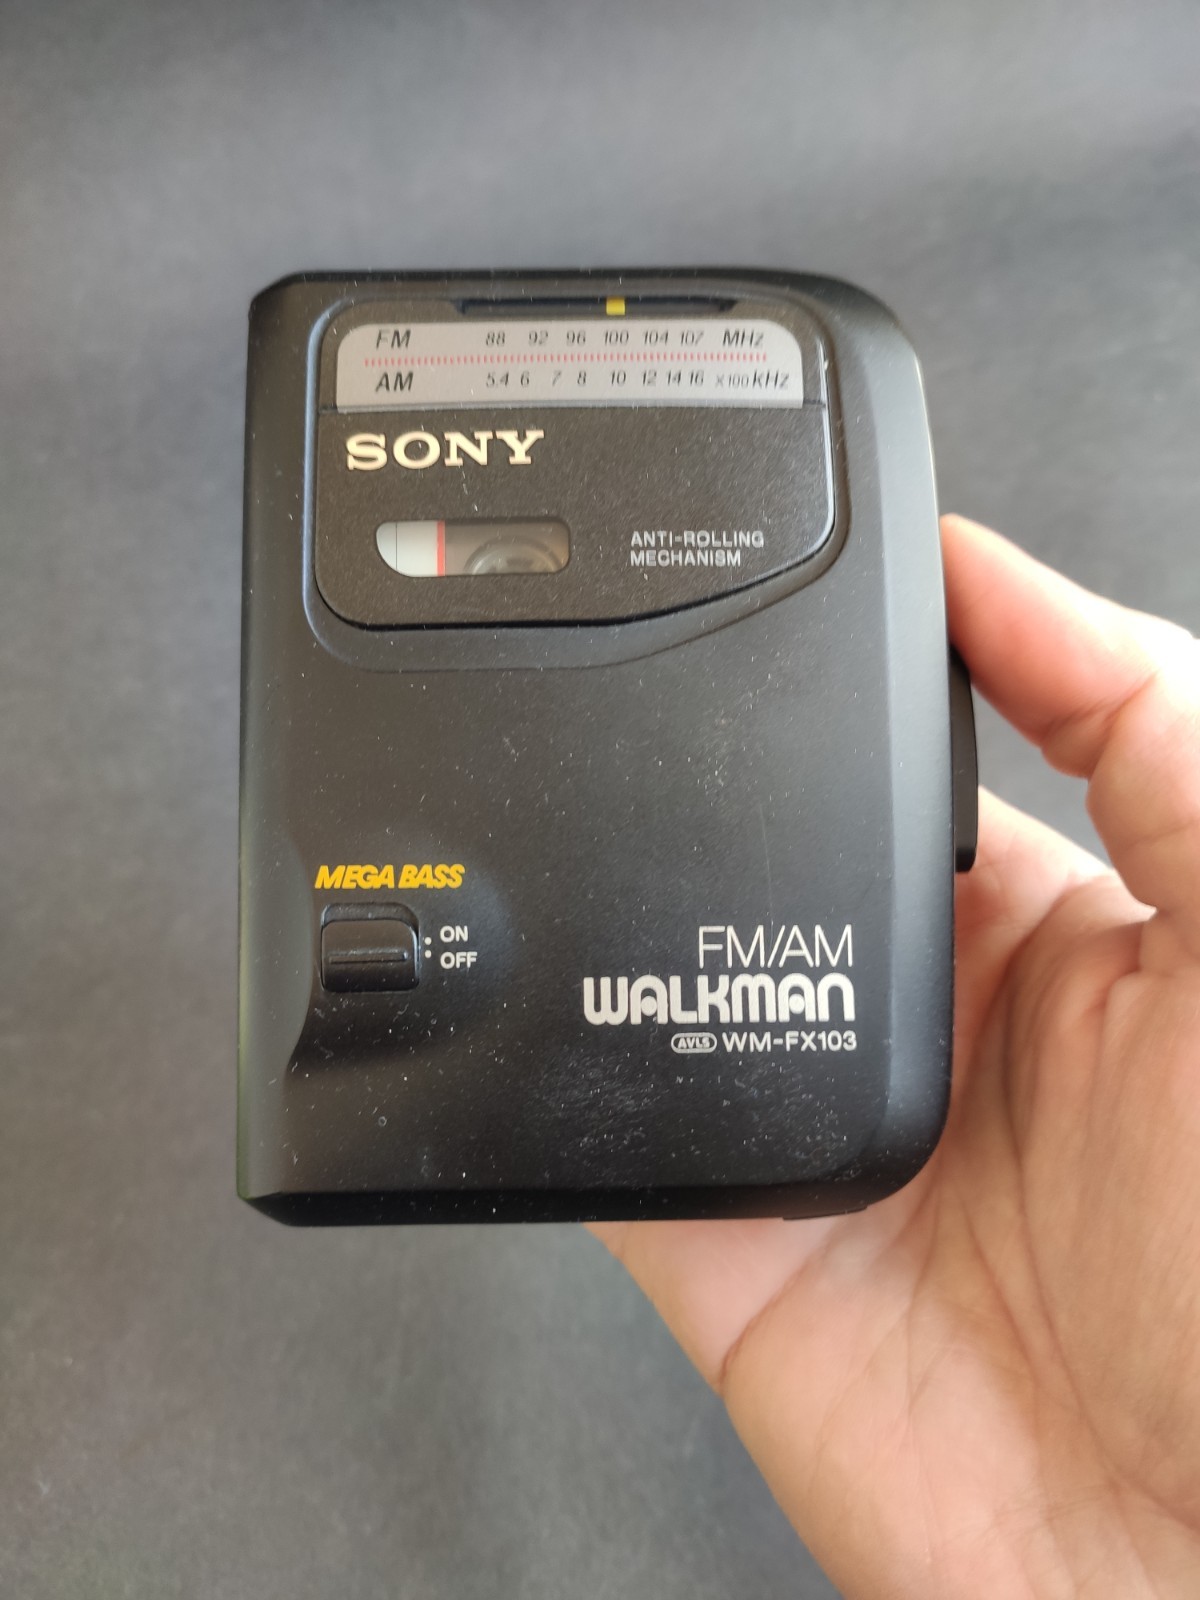 FM 88 92 96 100 104 107 MHz
AM 5.4 6 7 8 10 12 14 16 x100 kHz
SONY
ANTI-ROLLING
MECHANISM
MEGA BASS
ON
OFF
FM/AM
WALKMAN
AVLS WM-FX103